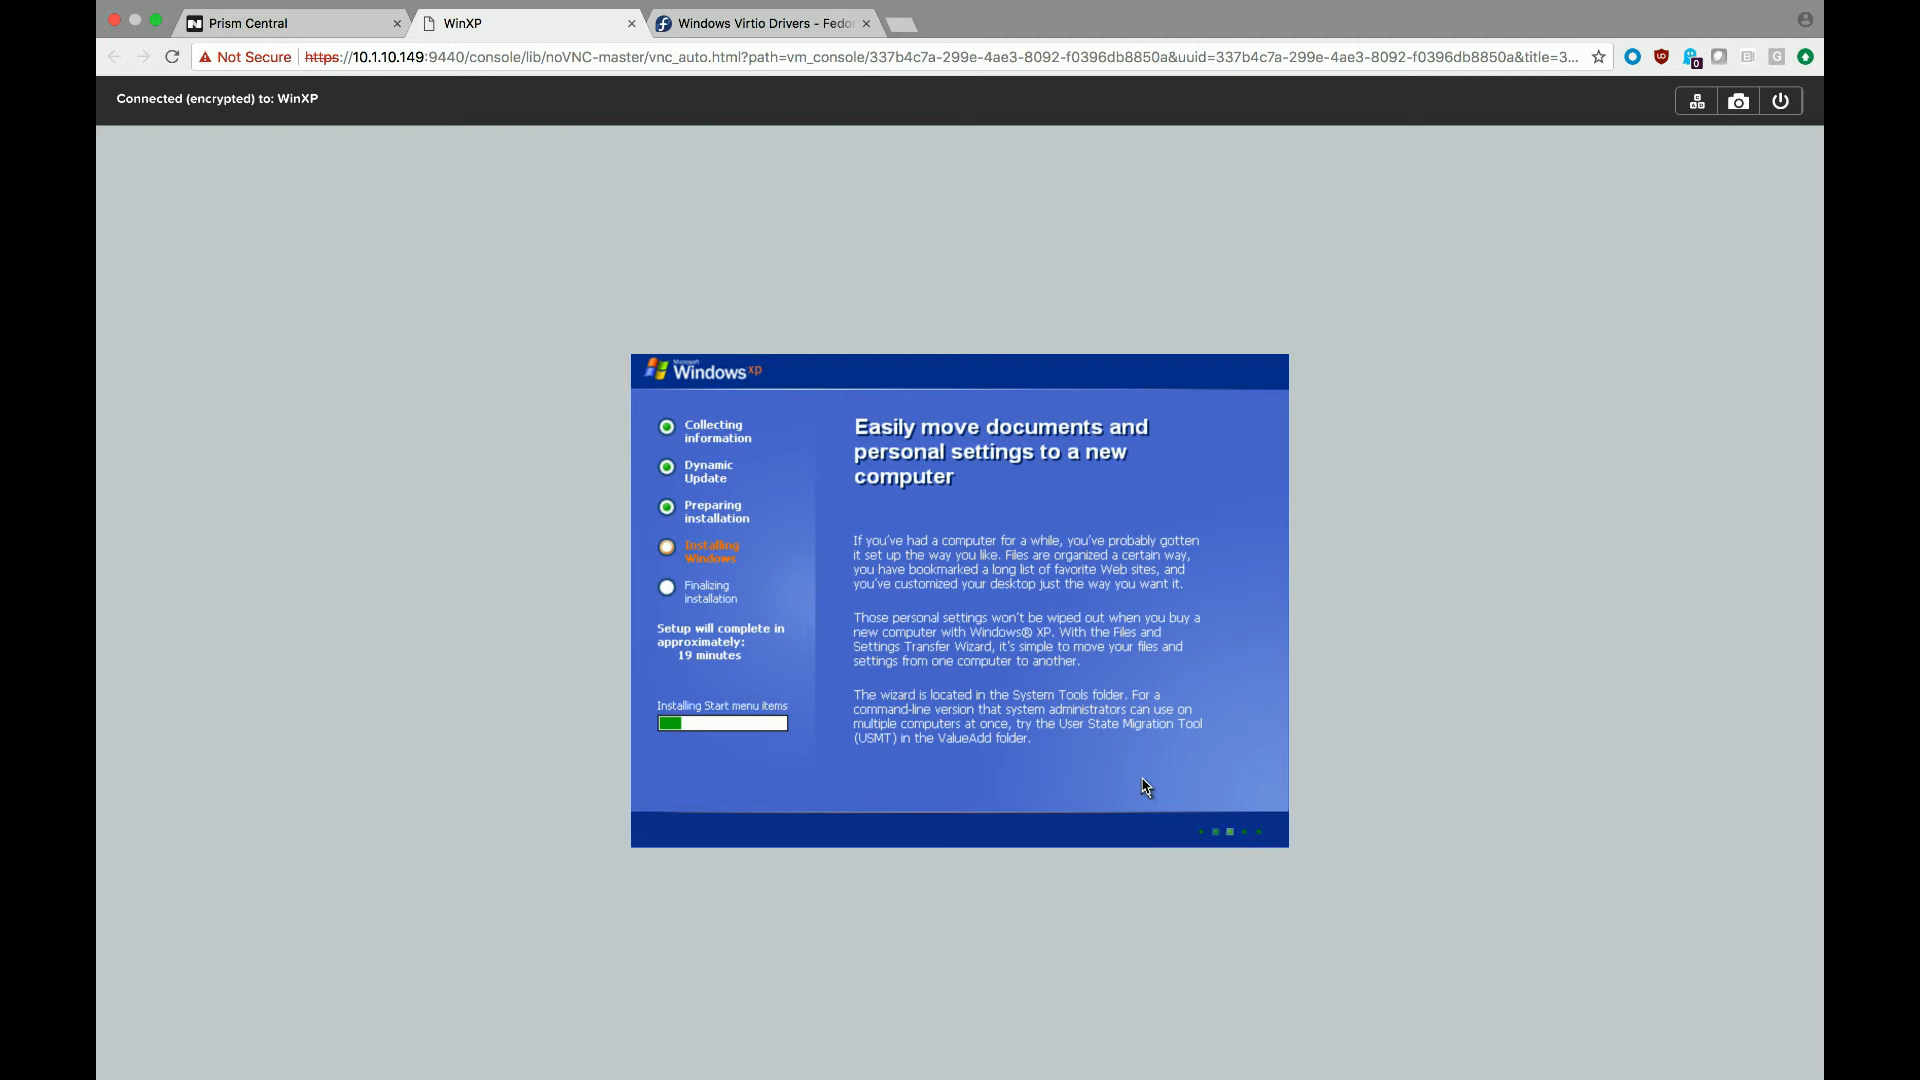 Prism Central
WinXP
Windows Virtio Drivers - Fedo
Not Secure
https://10.1.10.149:9440/console/lib/noVNC-master/vnc_auto.html?path=vm_console/337b4c7a-299e-4ae3-8092-f0396db8850a&uuid=337b4c7a-299e-4ae3-8092-f0396db8850a&title=3...
0
G
Connected (encrypted) to: WinXP
Microsoft
Windows xp
Collecting
information
Dynamic
Update
Preparing
installation
Installing
Windows
Finalizing
installation
Setup will complete in
approximately:
19 minutes
Installing Start menu items
Easily move documents and
personal settings to a new
computer
If you've had a computer for a while, you've probably gotten
it set up the way you like. Files are organized a certain way,
you have bookmarked a long list of favorite Web sites, and
you've customized your desktop just the way you want it.
Those personal settings won't be wiped out when you buy a
new computer with Windows® XP. With the Files and
Settings Transfer Wizard, it's simple to move your files and
settings from one computer to another.
The wizard is located in the System Tools folder. For a
command-line version that system administrators can use on
multiple computers at once, try the User State Migration Tool
(USMT) in the ValueAdd folder.